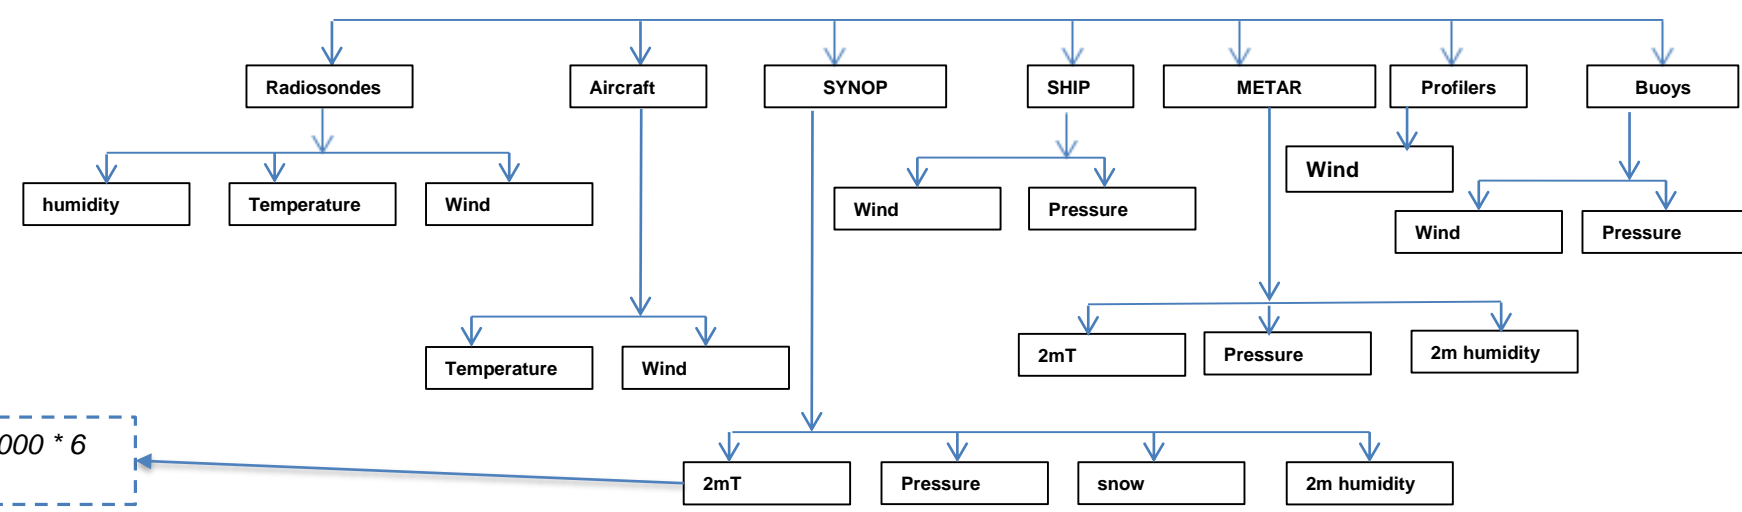 Radiosondes
Aircraft
SYNOP
SHIP
METAR
Profilers
Buoys
humidity
Temperature
Wind
Wind
Pressure
Wind
Wind
Pressure
Temperature
Wind
2mT
Pressure
2m humidity
000 * 6
2mT
Pressure
snow
2m humidity